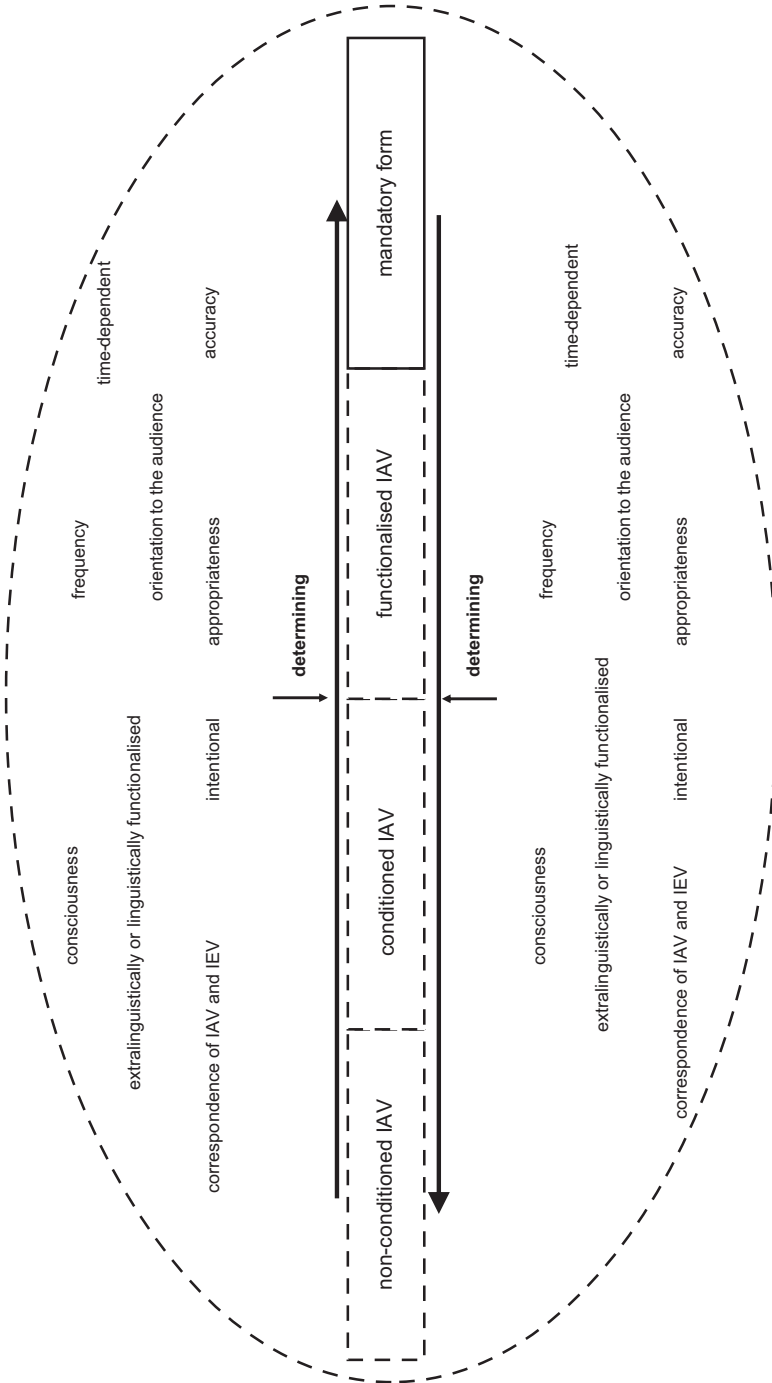 consciousness
frequency
time-dependent
extralinguistically or linguistically functionalised
orientation to the audience
correspondence of IAV and IEV
intentional
appropriateness
accuracy
determining
non-conditioned IAV
conditioned IAV
functionalised IAV
mandatory form
determining
consciousness
frequency
time-dependent
extralinguistically or linguistically functionalised
orientation to the audience
correspondence of IAV and IEV
intentional
appropriateness
accuracy